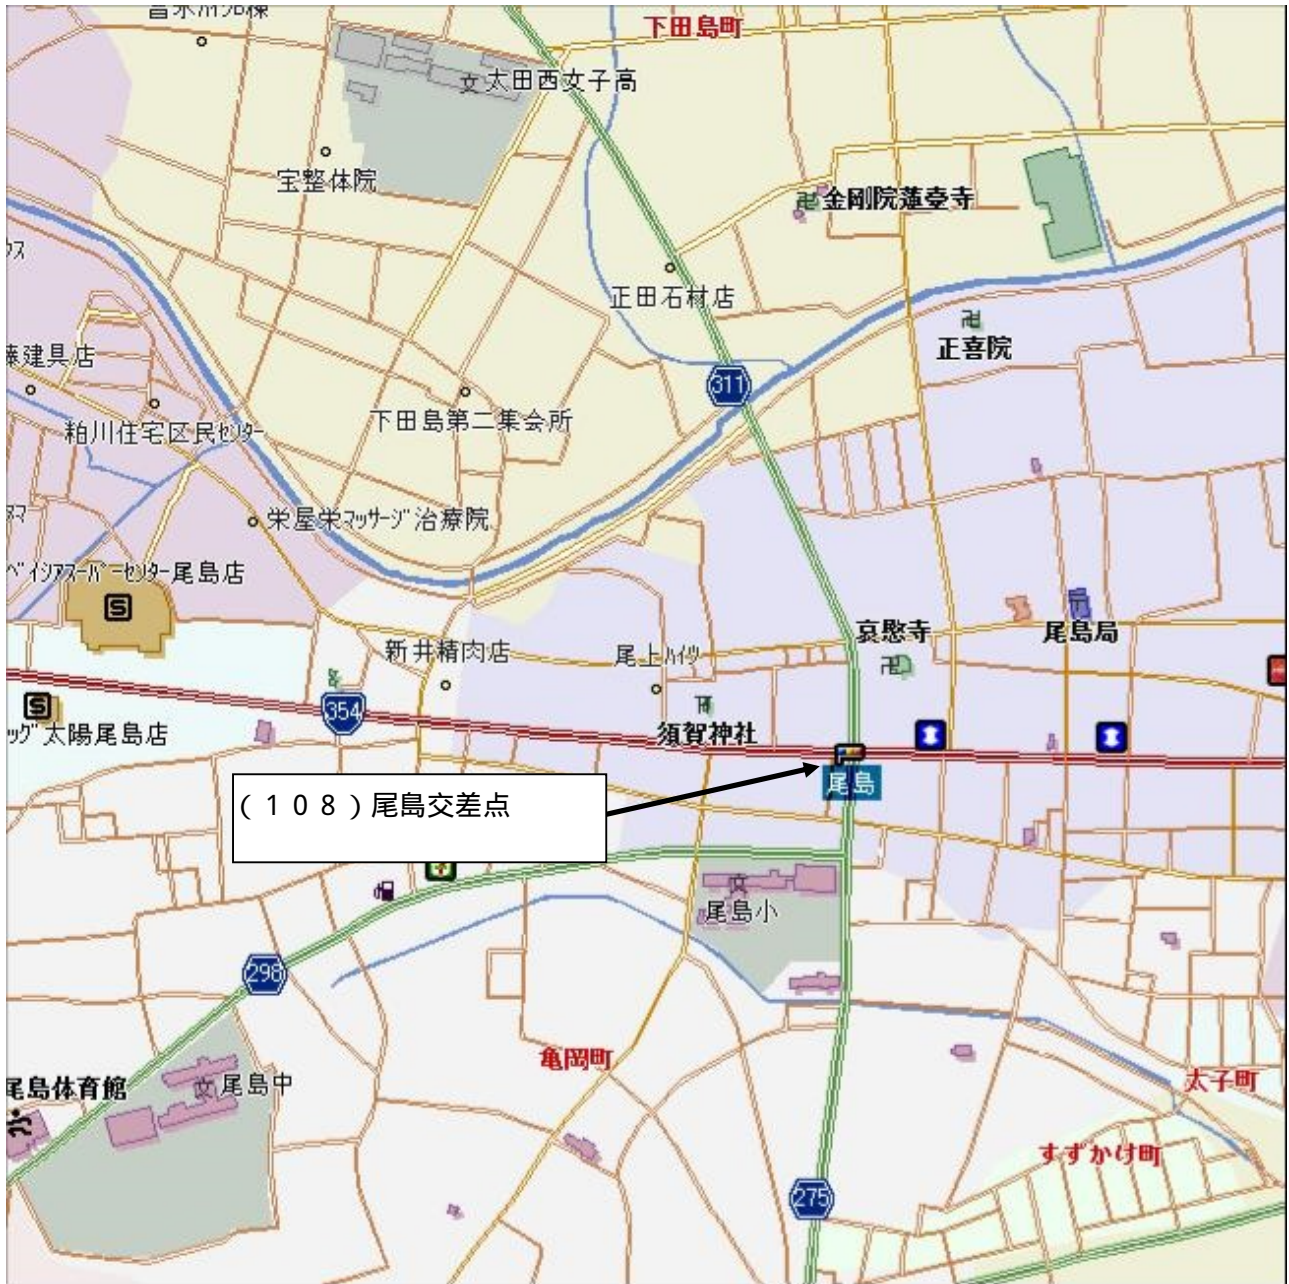 下田島町
太田西女子高
宝整体院
金剛院蓮臺寺
正田石材店
正喜院
311
下田島第二集会所
粕川住宅区民センター
栄屋栄マッサージ治療院
ベイシアスーパーセンター尾島店
S
新井精肉店
尾上ハイツ
哀愍寺
尾島局
354
S
太陽尾島店
須賀神社
尾島
(108)尾島交差点
尾島小
298
亀岡町
尾島体育館
尾島中
太子町
すずかけ町
275